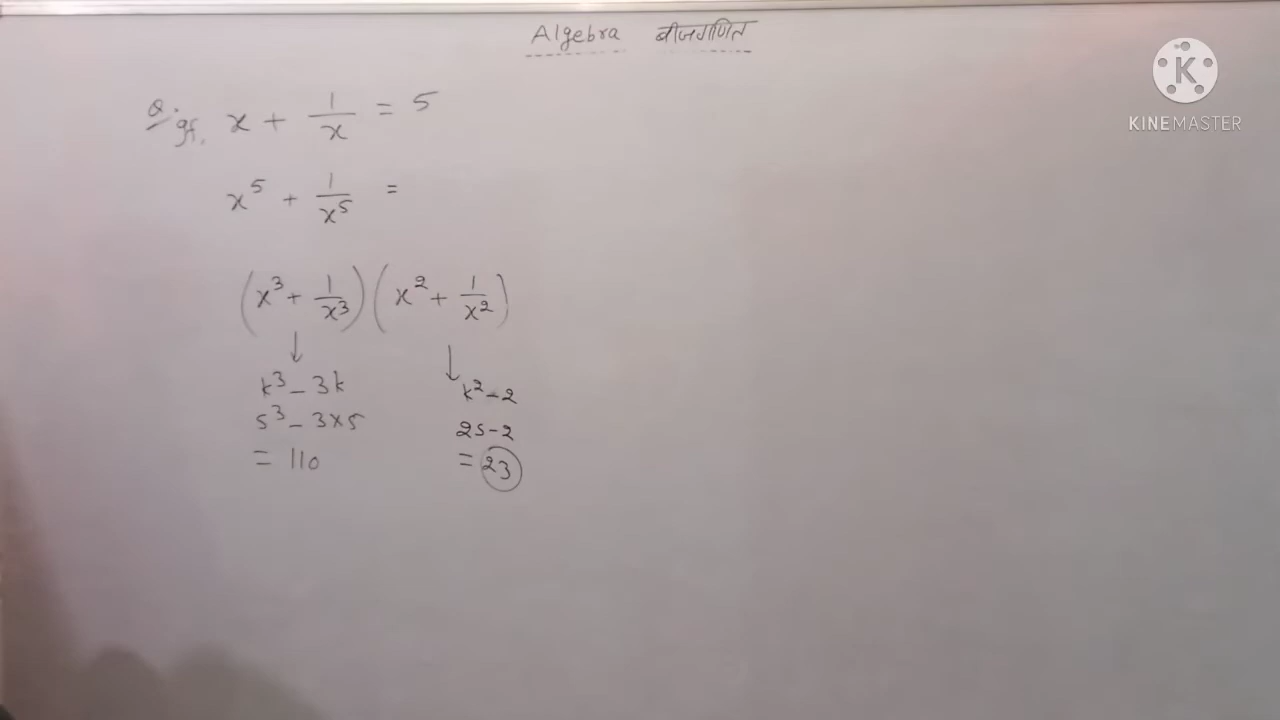 Algebra बीजगणित
KINEMASTER
Q. If, x + 1/x = 5
x⁵ + 1/x⁵ =
(x³ + 1/x³)(x² + 1/x²)
↓ ↓
k³ - 3k k² - 2
5³ - 3×5 25 - 2
= 110 = 23